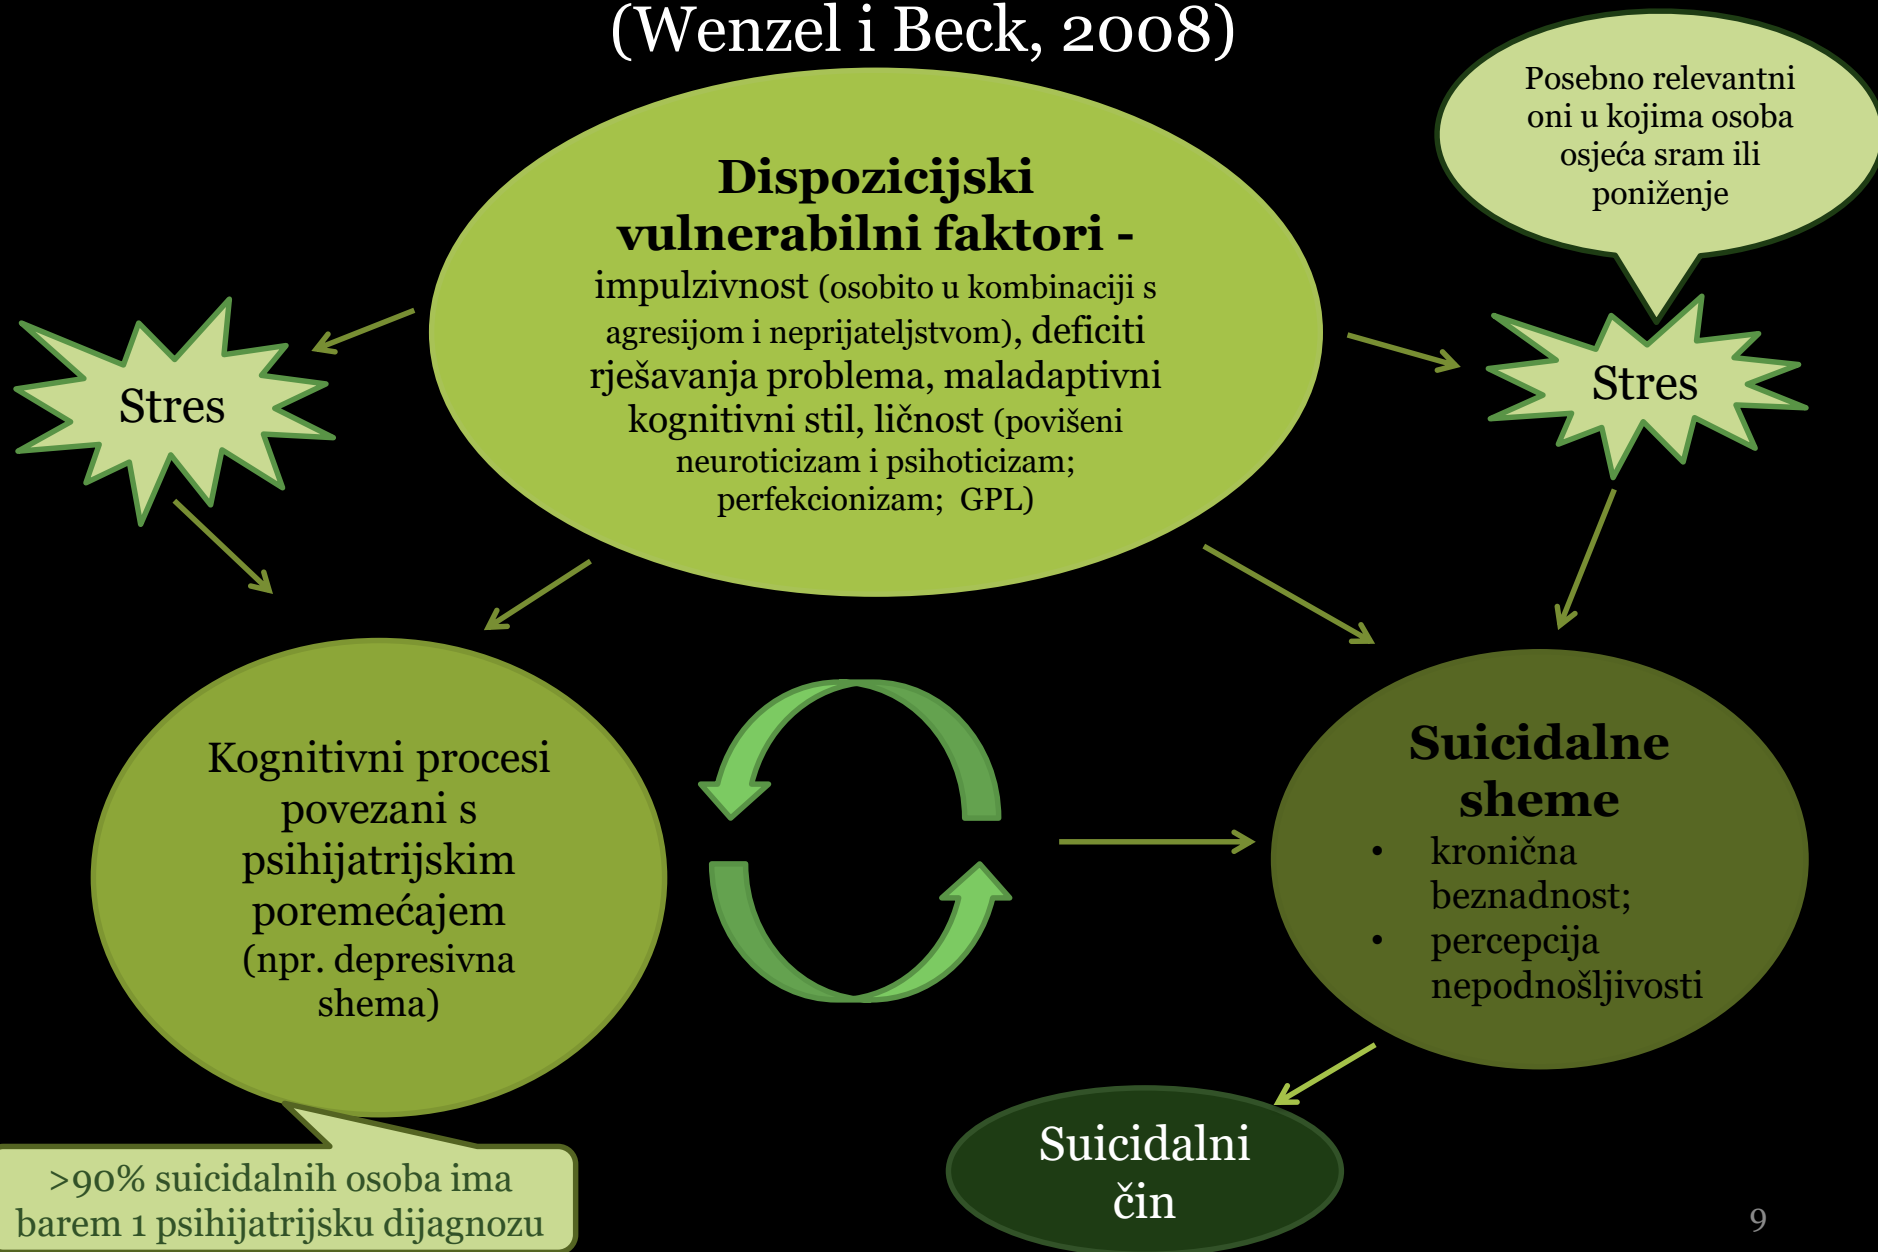 (Wenzel i Beck, 2008)
Posebno relevantni
oni u kojima osoba
osjeća sram ili
poniženje
Dispozicijski
vulnerabilni faktori -
impulzivnost (osobito u kombinaciji s
agresijom i neprijateljstvom), deficiti
rješavanja problema, maladaptivni
kognitivni stil, ličnost (povišeni
neuroticizam i psihoticizam;
perfekcionizam; GPL)
Stres
Stres
Kognitivni procesi
povezani s
psihijatrijskim
poremećajem
(npr. depresivna
shema)
Suicidalne
sheme
• kronična
beznadnost;
• percepcija
nepodnošljivosti
Suicidalni
čin
>90% suicidalnih osoba ima
barem 1 psihijatrijsku dijagnozu
9